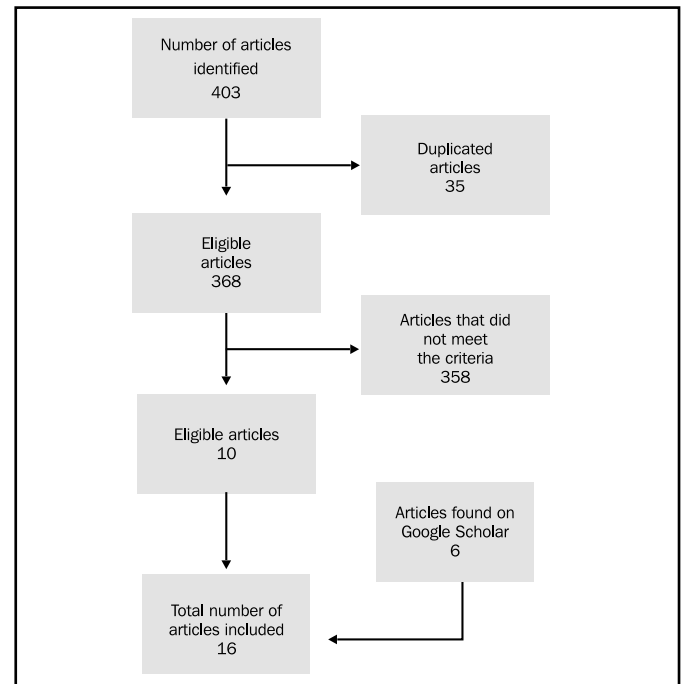 Number of articles
identified
403
Duplicated
articles
35
Eligible
articles
368
Articles that did
not meet
the criteria
358
Eligible articles
10
Articles found on
Google Scholar
6
Total number of
articles included
16